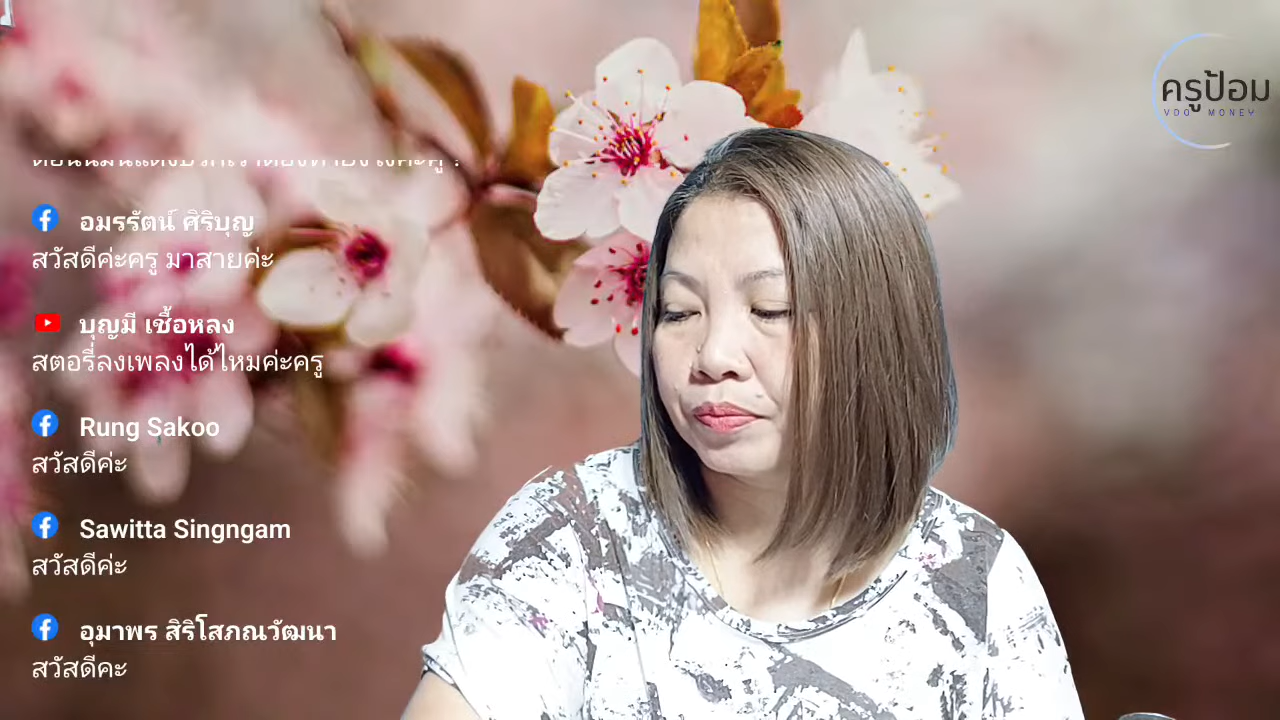 ครูป้อม
VDO MONEY
อมรรัตน์ ศิริบุญ
สวัสดีค่ะครู มาสายค่ะ
บุญมี เชื้อหลง
สตอรี่ลงเพลงได้ไหมค่ะครู
Rung Sakoo
สวัสดีค่ะ
Sawitta Singngam
สวัสดีค่ะ
อุมาพร สิริโสภณวัฒนา
สวัสดีคะ